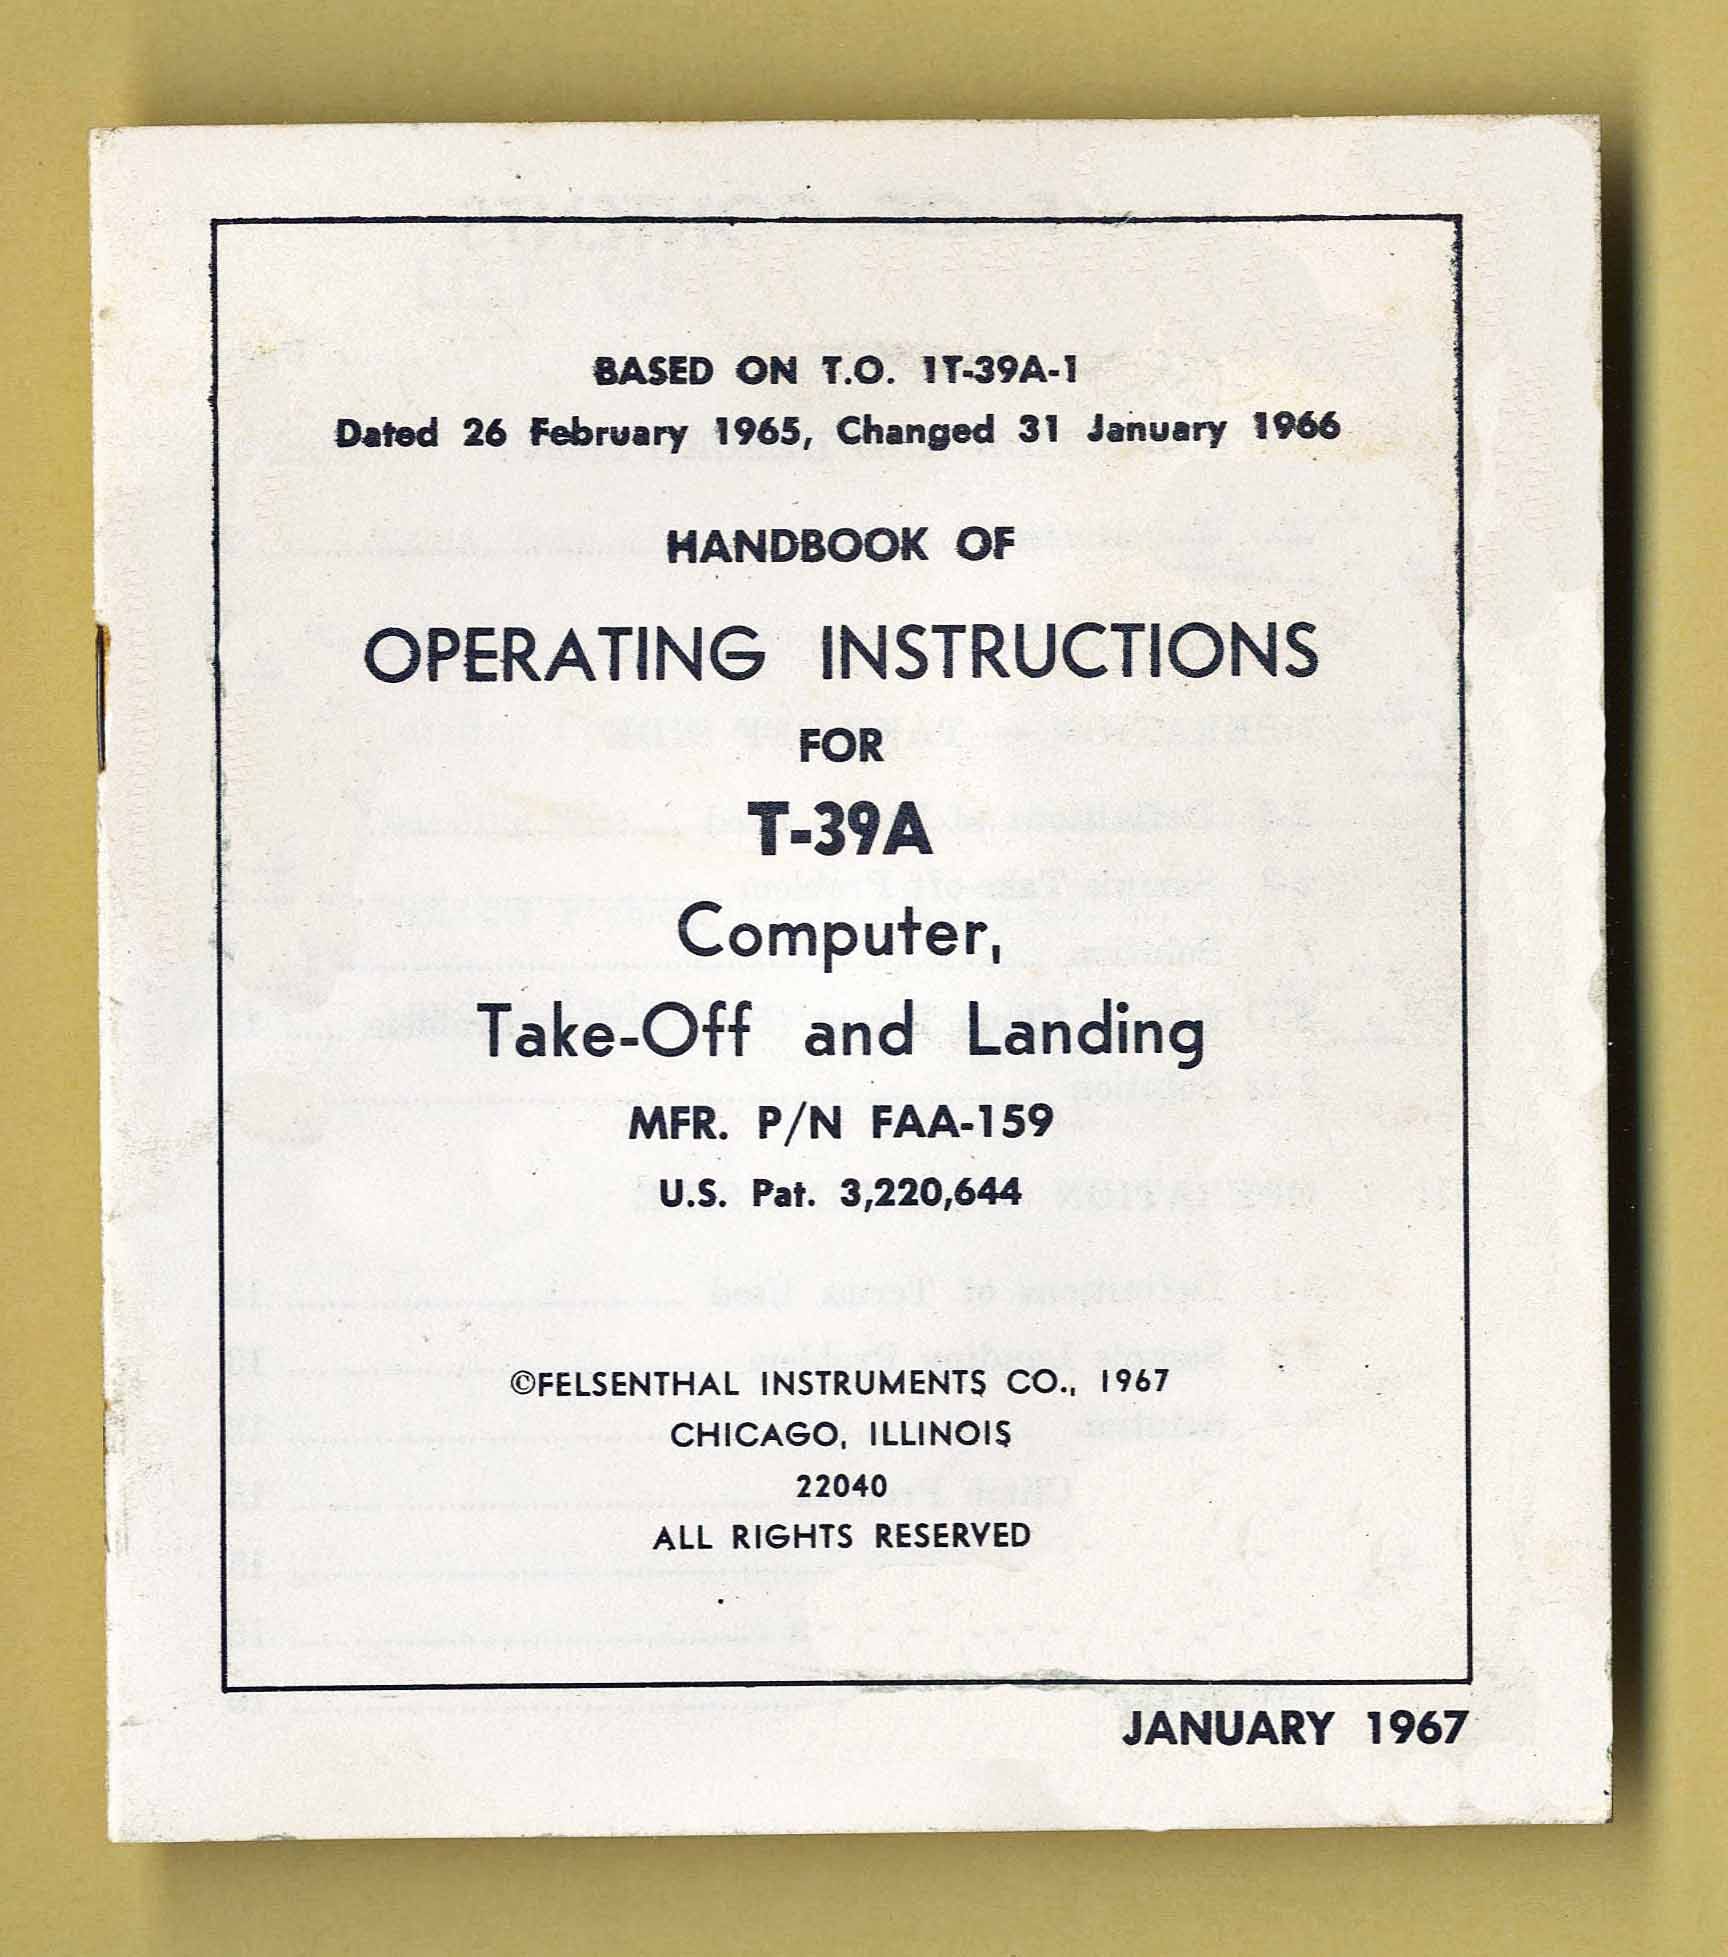 BASED ON T.O. 1T-39A-1
Dated 26 February 1965, Changed 31 January 1966
HANDBOOK OF
OPERATING INSTRUCTIONS
FOR
T-39A
Computer,
Take-Off and Landing
MFR. P/N FAA-159
U.S. Pat. 3,220,644
©FELSENTHAL INSTRUMENTS CO., 1967
CHICAGO, ILLINOIS
22040
ALL RIGHTS RESERVED
JANUARY 1967